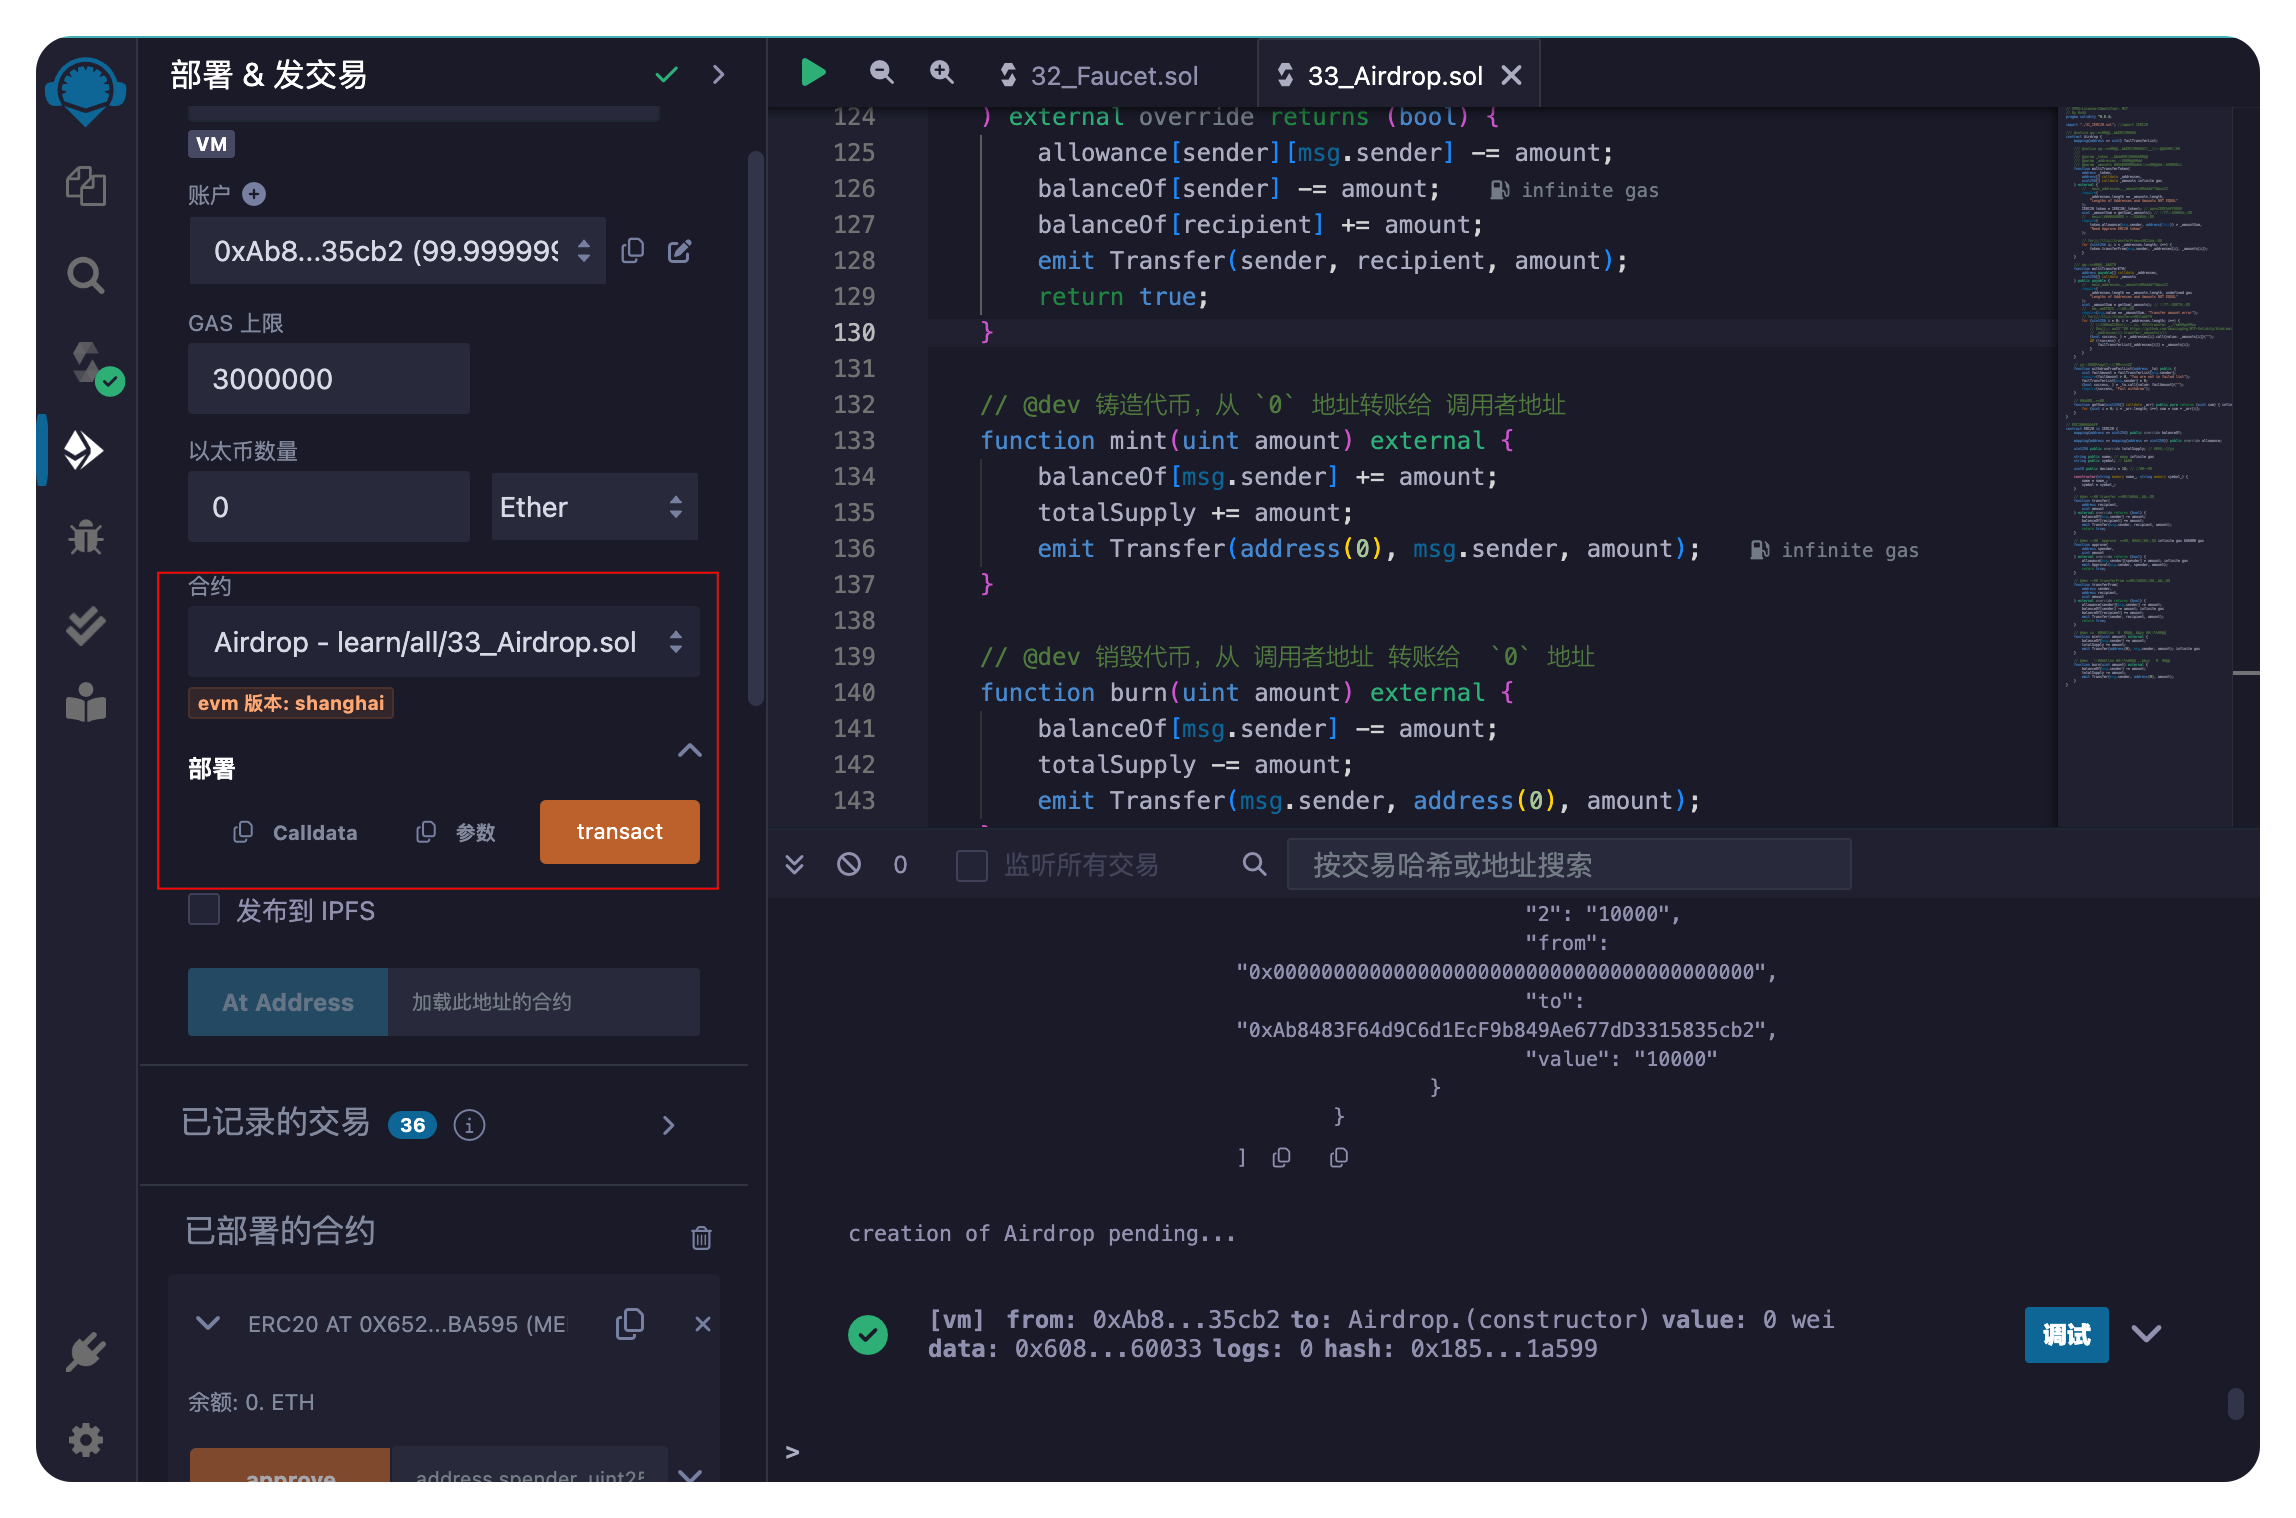 部署 & 发交易
VM
账户
0xAb8...35cb2 (99.999999
GAS 上限
3000000
以太币数量
0
Ether
合约
Airdrop - learn/all/33_Airdrop.sol
evm 版本: shanghai
部署
Calldata
参数
transact
发布到 IPFS
At Address
加载此地址的合约
已记录的交易 36
已部署的合约
ERC20 AT 0X652...BA595 (ME
余额: 0. ETH
approve
address spender, uint25
32_Faucet.sol
33_Airdrop.sol
124 ) external override returns (bool) {
125 allowance[sender][msg.sender] -= amount;
126 balanceOf[sender] -= amount; infinite gas
127 balanceOf[recipient] += amount;
128 emit Transfer(sender, recipient, amount);
129 return true;
130 }
131
132 // @dev 铸造代币，从 `0` 地址转账给 调用者地址
133 function mint(uint amount) external {
134 balanceOf[msg.sender] += amount;
135 totalSupply += amount;
136 emit Transfer(address(0), msg.sender, amount); infinite gas
137 }
138
139 // @dev 销毁代币，从 调用者地址 转账给 `0` 地址
140 function burn(uint amount) external {
141 balanceOf[msg.sender] -= amount;
142 totalSupply -= amount;
143 emit Transfer(msg.sender, address(0), amount);
0
监听所有交易
按交易哈希或地址搜索
"2": "10000",
"from":
"0x0000000000000000000000000000000000000000",
"to":
"0xAb8483F64d9C6d1EcF9b849Ae677dD3315835cb2",
"value": "10000"
}
}
]
creation of Airdrop pending...
[vm] from: 0xAb8...35cb2 to: Airdrop.(constructor) value: 0 wei
data: 0x608...60033 logs: 0 hash: 0x185...1a599
调试
>